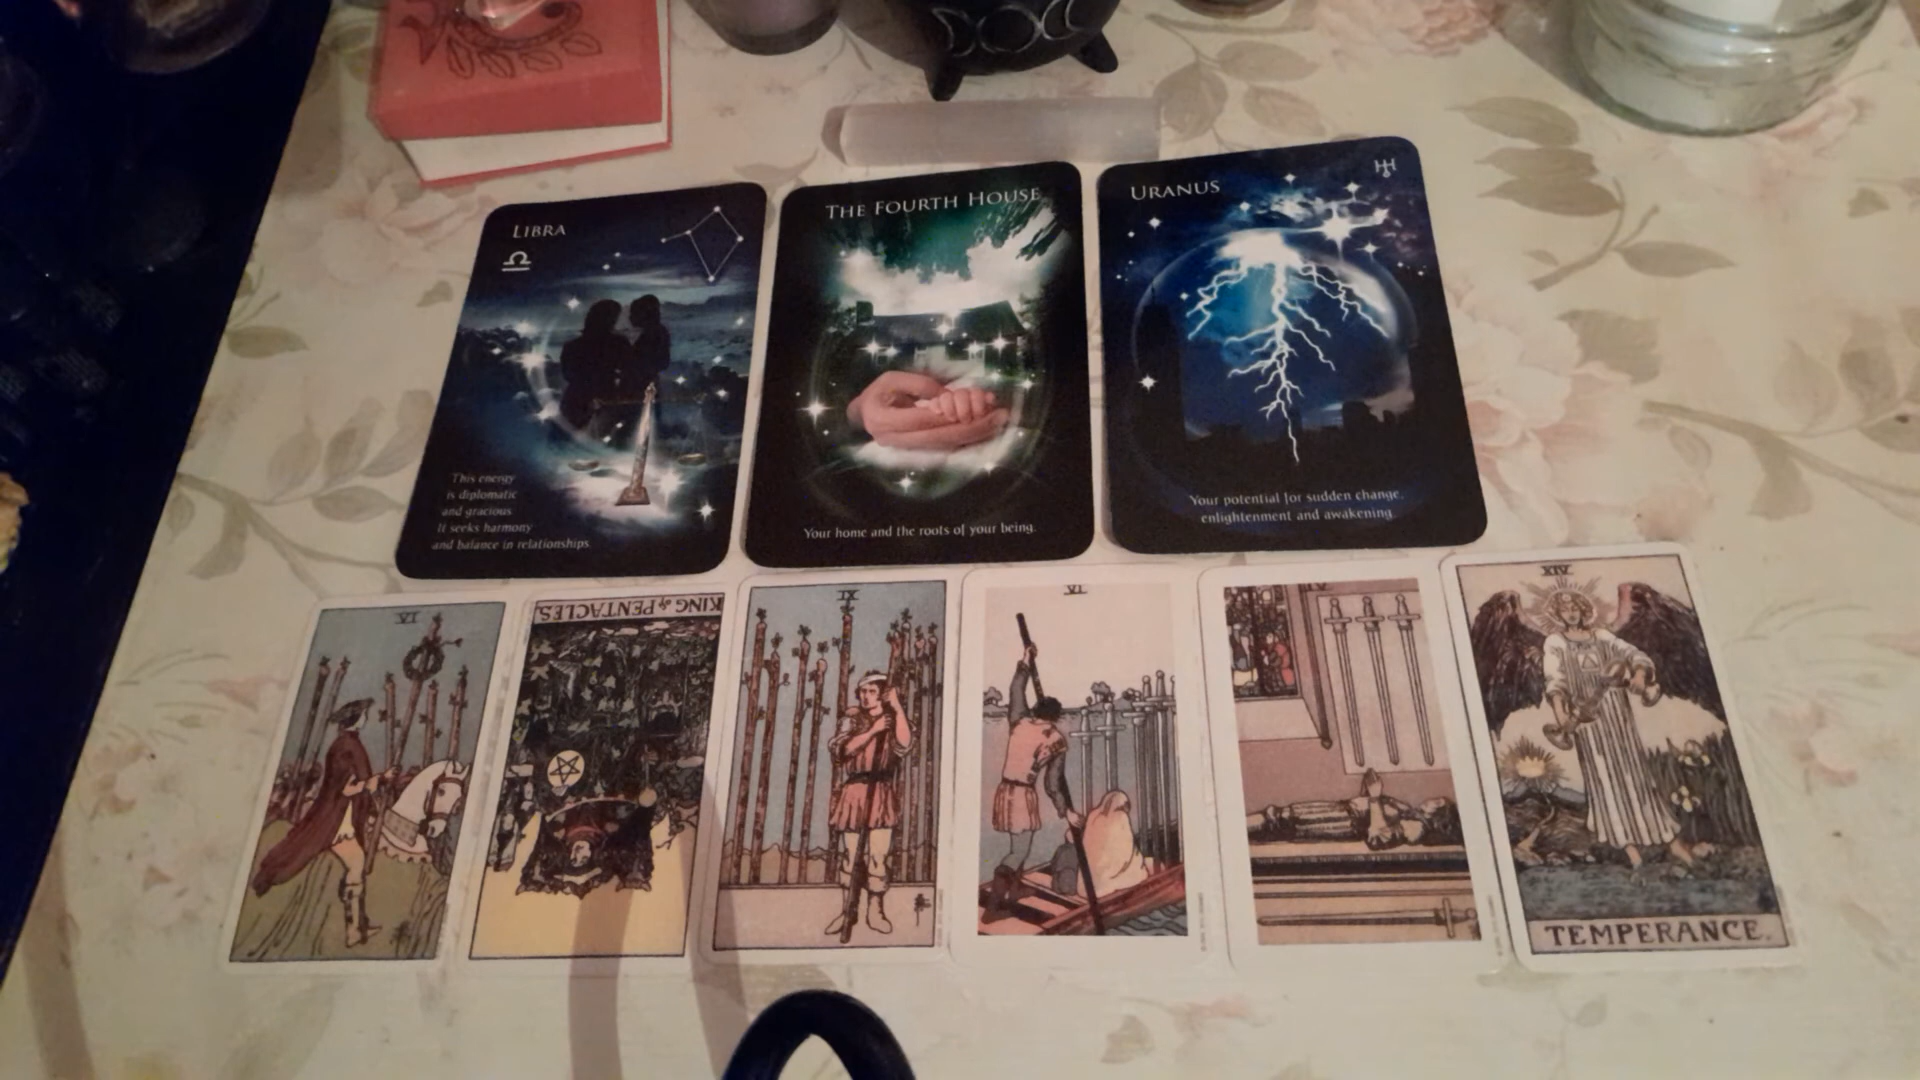 LIBRA
This energy
is diplomatic
and gracious.
It seeks harmony
and balance in relationships.
THE FOURTH HOUSE
Your home and the roots of your being.
URANUS
Your potential for sudden change,
enlightenment and awakening.
VI
KING of PENTACLES.
IX
VI
XIV
TEMPERANCE.